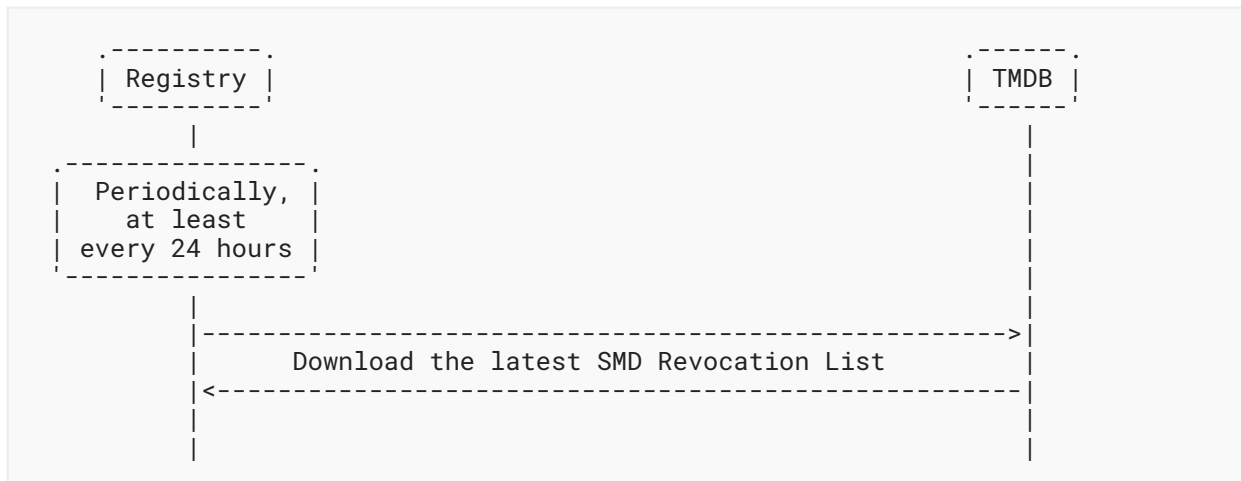 Registry TMDB
Periodically,
at least
every 24 hours
Download the latest SMD Revocation List